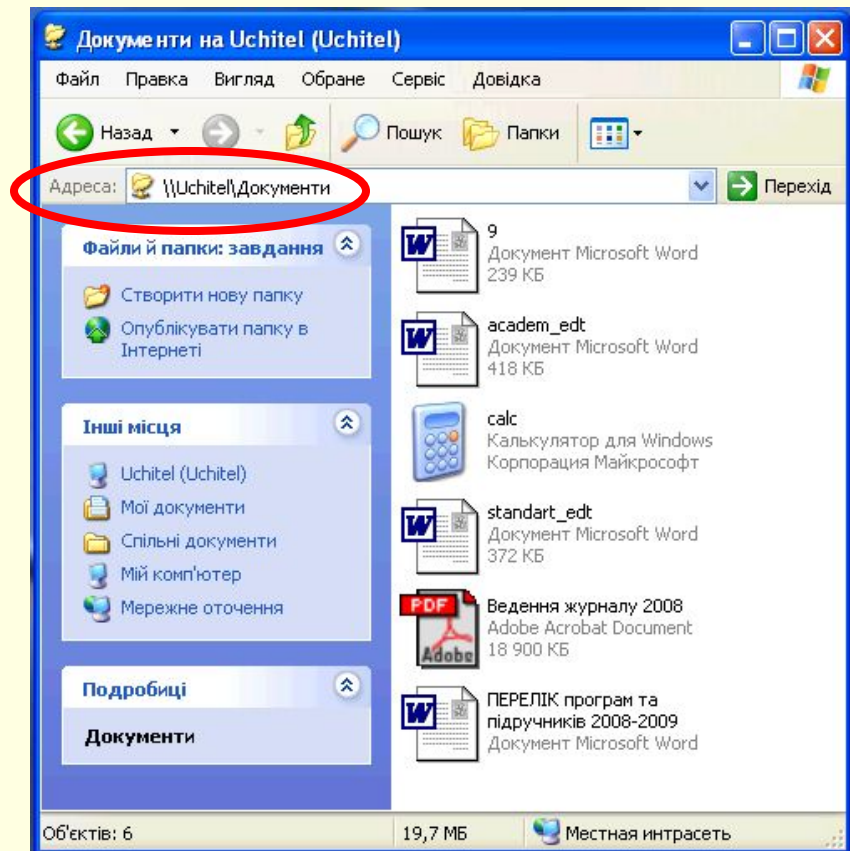 Документи на Uchitel (Uchitel)
Файл Правка Вигляд Обране Сервіс Довідка
Назад Пошук Папки
Адреса: \\Uchitel\Документи Перехід
Файли й папки: завдання
Створити нову папку
Опублікувати папку в
Інтернеті
Інші місця
Uchitel (Uchitel)
Мої документи
Спільні документи
Мій комп'ютер
Мережне оточення
Подробиці
Документи
9
Документ Microsoft Word
239 КБ
academ_edt
Документ Microsoft Word
418 КБ
calc
Калькулятор для Windows
Корпорация Майкрософт
standart_edt
Документ Microsoft Word
372 КБ
PDF
Adobe
Ведення журналу 2008
Adobe Acrobat Document
18 900 КБ
ПЕРЕЛІК програм та
підручників 2008-2009
Документ Microsoft Word
Об'єктів: 6 19,7 МБ Местная интрасеть